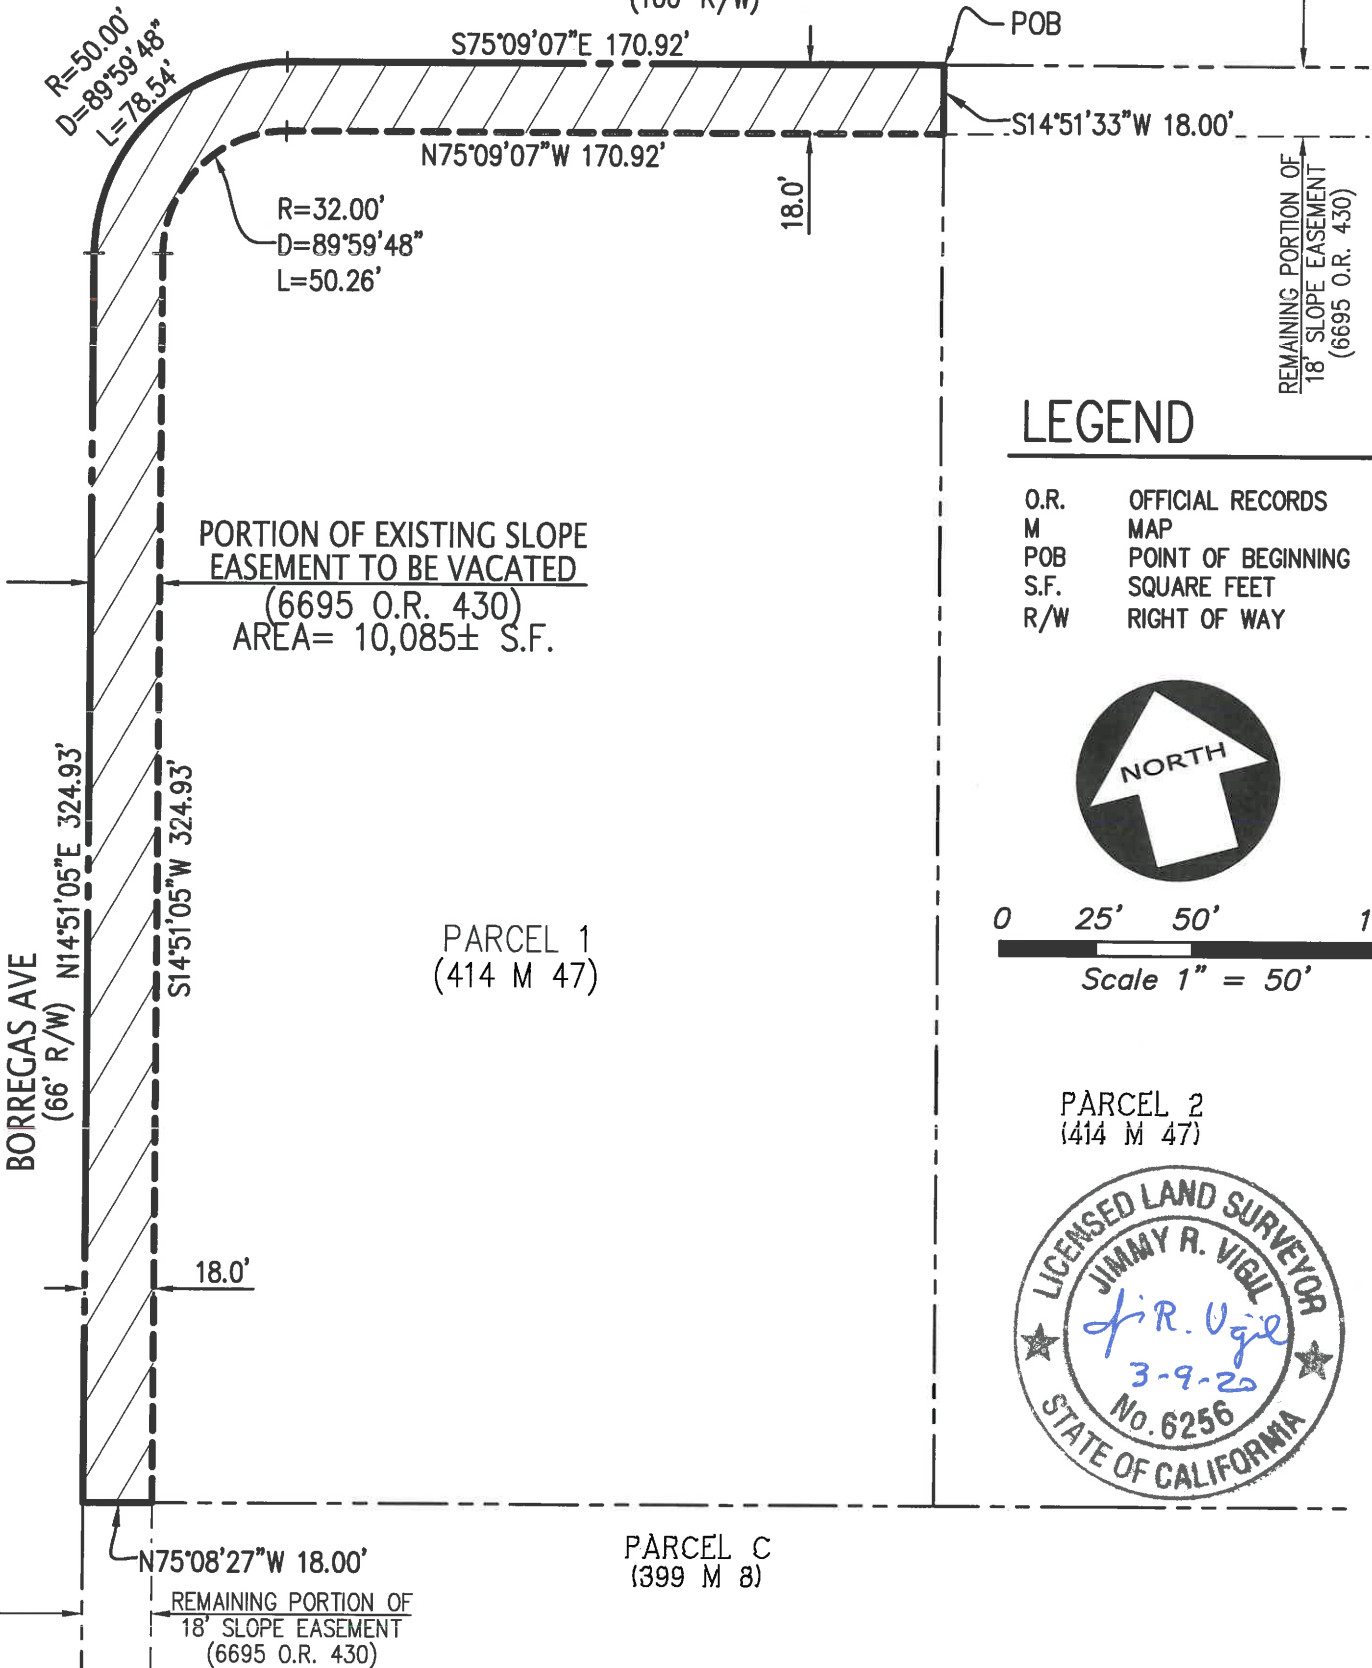 (100' R/W)
POB
R=50.00'
D=89°59'48"
L=78.54'
S75°09'07"E 170.92'
S14°51'33"W 18.00'
N75°09'07"W 170.92'
18.0'
R=32.00'
D=89°59'48"
L=50.26'
REMAINING PORTION OF
18' SLOPE EASEMENT
(6695 O.R. 430)
LEGEND
O.R. OFFICIAL RECORDS
M MAP
POB POINT OF BEGINNING
S.F. SQUARE FEET
R/W RIGHT OF WAY
PORTION OF EXISTING SLOPE
EASEMENT TO BE VACATED
(6695 O.R. 430)
AREA= 10,085± S.F.
NORTH
0 25' 50' 1
Scale 1" = 50'
BORREGAS AVE
(66' R/W)
N14°51'05"E 324.93'
S14°51'05"W 324.93'
PARCEL 1
(414 M 47)
PARCEL 2
(414 M 47)
LICENSED LAND SURVEYOR
JIMMY R. VIGIL
Ji R. Vigil
3-9-20
No. 6256
STATE OF CALIFORNIA
18.0'
N75°08'27"W 18.00'
PARCEL C
(399 M 8)
REMAINING PORTION OF
18' SLOPE EASEMENT
(6695 O.R. 430)